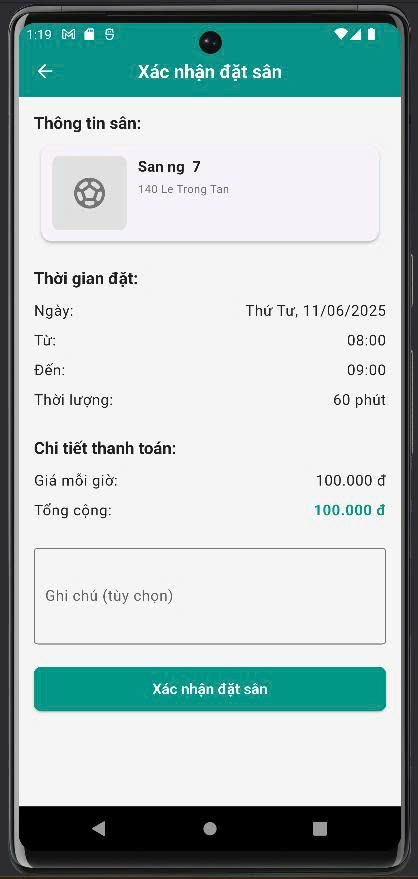 1:19
Xác nhận đặt sân
Thông tin sân:
San ng 7
140 Le Trong Tan
Thời gian đặt:
Ngày: Thứ Tư, 11/06/2025
Từ: 08:00
Đến: 09:00
Thời lượng: 60 phút
Chi tiết thanh toán:
Giá mỗi giờ: 100.000 đ
Tổng cộng: 100.000 đ
Ghi chú (tùy chọn)
Xác nhận đặt sân